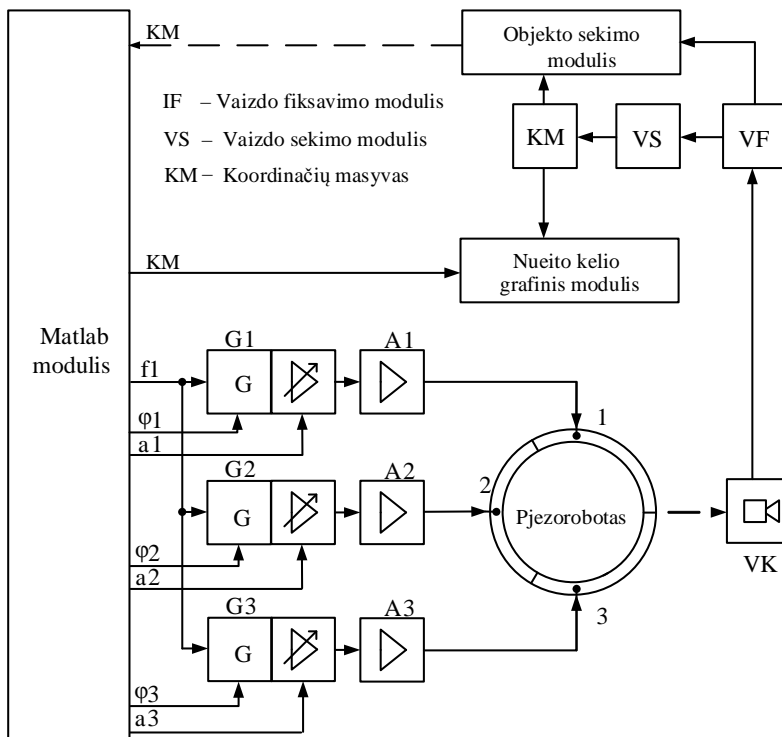 KM
Objekto sekimo
modulis
IF – Vaizdo fiksavimo modulis
VS – Vaizdo sekimo modulis
KM – Koordinačių masyvas
KM
VS
VF
KM
Nueito kelio
grafinis modulis
Matlab
modulis
f1
φ1
a1
G1
G
A1
1
φ2
a2
G2
G
A2
2
Pjezorobotas
VK
φ3
a3
G3
G
A3
3